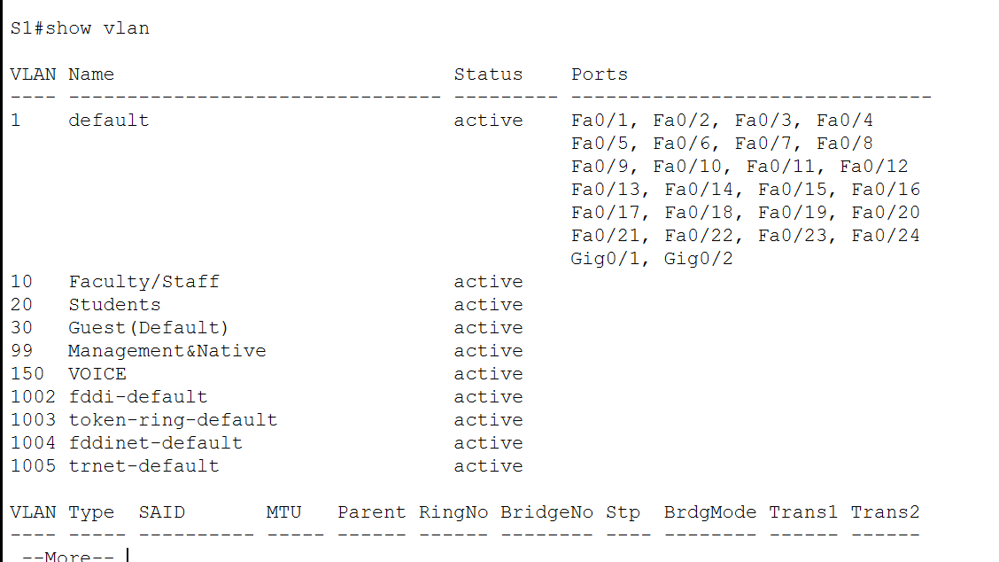 S1#show vlan
VLAN Name                             Status    Ports
---- -------------------------------- --------- -------------------------------
1    default                          active    Fa0/1, Fa0/2, Fa0/3, Fa0/4
                                                Fa0/5, Fa0/6, Fa0/7, Fa0/8
                                                Fa0/9, Fa0/10, Fa0/11, Fa0/12
                                                Fa0/13, Fa0/14, Fa0/15, Fa0/16
                                                Fa0/17, Fa0/18, Fa0/19, Fa0/20
                                                Fa0/21, Fa0/22, Fa0/23, Fa0/24
                                                Gig0/1, Gig0/2
10   Faculty/Staff                    active
20   Students                         active
30   Guest(Default)                   active
99   Management&Native                active
150  VOICE                            active
1002 fddi-default                     active
1003 token-ring-default               active
1004 fddinet-default                  active
1005 trnet-default                    active
VLAN Type  SAID       MTU   Parent RingNo BridgeNo Stp  BrdgMode Trans1 Trans2
---- ----- ---------- ----- ------ ------ -------- ---- -------- ------ ------
 --More--